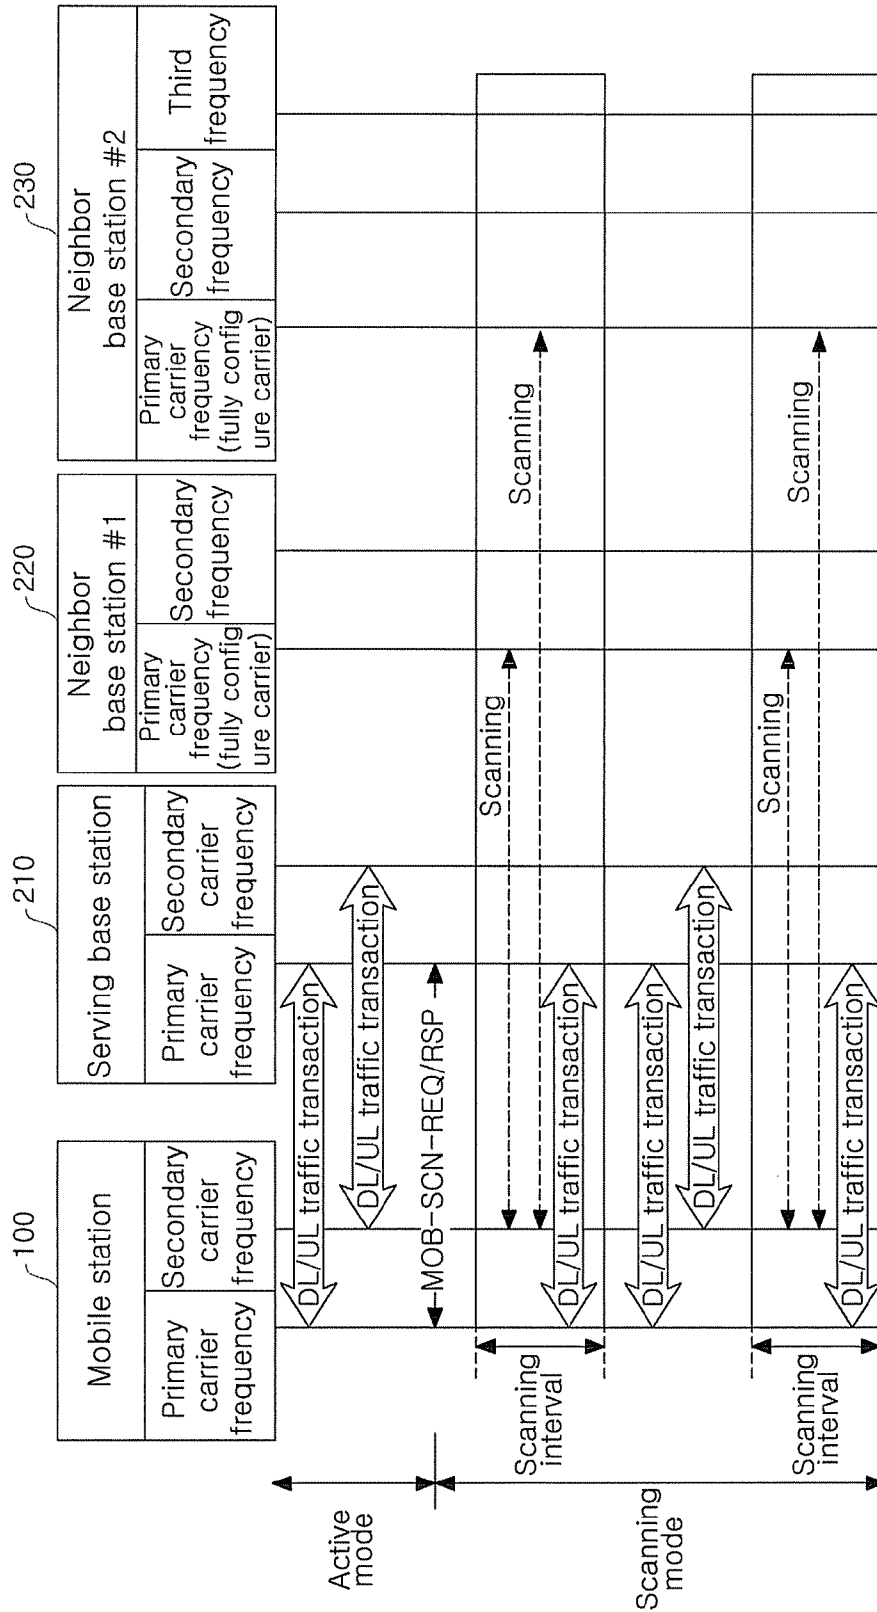 100
210
220
230
Mobile station
Primary
carrier
frequency
Secondary
carrier
frequency
Serving base station
Primary
carrier
frequency
Secondary
carrier
frequency
Neighbor
base station #1
Primary
carrier
frequency
(fully config
ure carrier)
Secondary
frequency
Neighbor
base station #2
Primary
carrier
frequency
(fully config
ure carrier)
Secondary
frequency
Third
frequency
Active
mode
DL/UL traffic transaction
DL/UL traffic transaction
MOB-SCN-REQ/RSP
Scanning
mode
Scanning
interval
Scanning
Scanning
DL/UL traffic transaction
DL/UL traffic transaction
DL/UL traffic transaction
Scanning
interval
Scanning
Scanning
DL/UL traffic transaction